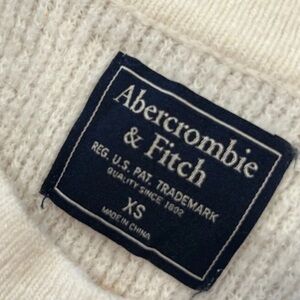 Abercrombie
& Fitch
REG. U.S. PAT. TRADEMARK
QUALITY SINCE 1892
XS
MADE IN CHINA